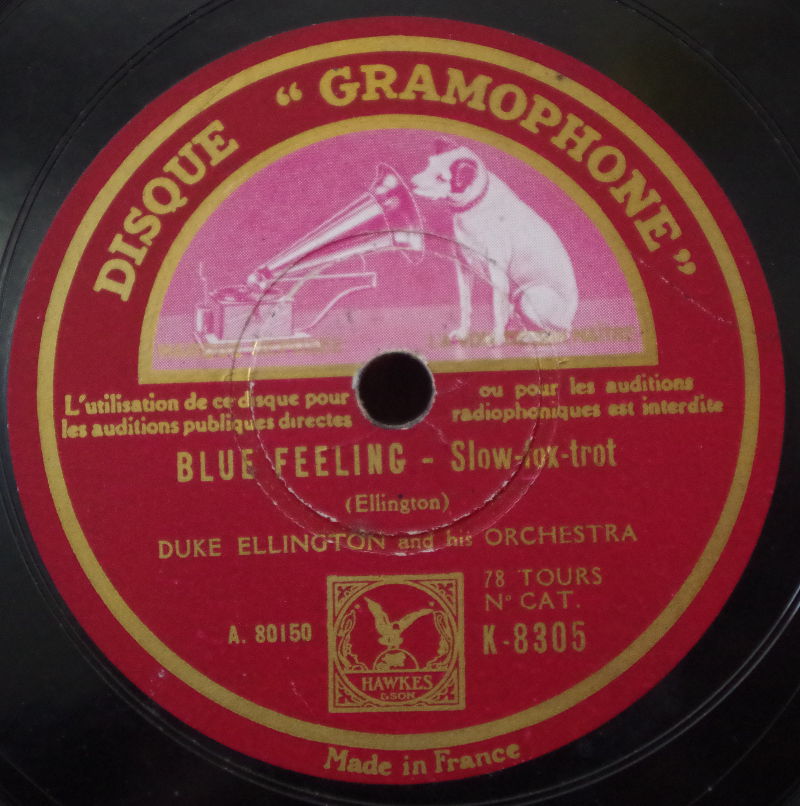 DISQUE "GRAMOPHONE"
L'utilisation de ce disque pour
les auditions publiques directes
ou pour les auditions
radiophoniques est interdite
BLUE FEELING - Slow-fox-trot
(Ellington)
DUKE ELLINGTON and his ORCHESTRA
78 TOURS
Nº CAT.
K-8305
A. 80150
HAWKES
& SON
Made in France